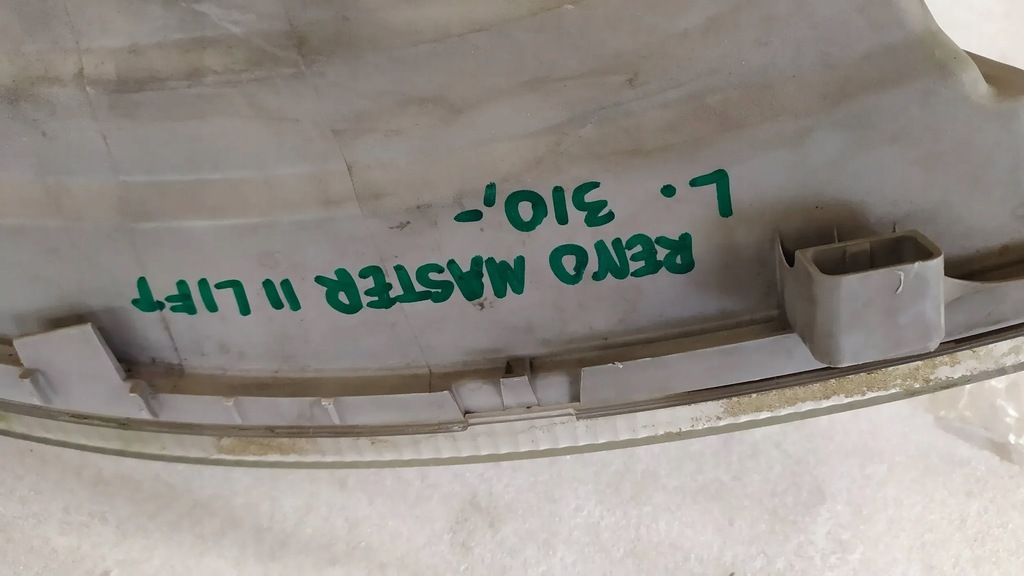 RENO MASTER II LIFT
L. 310,-